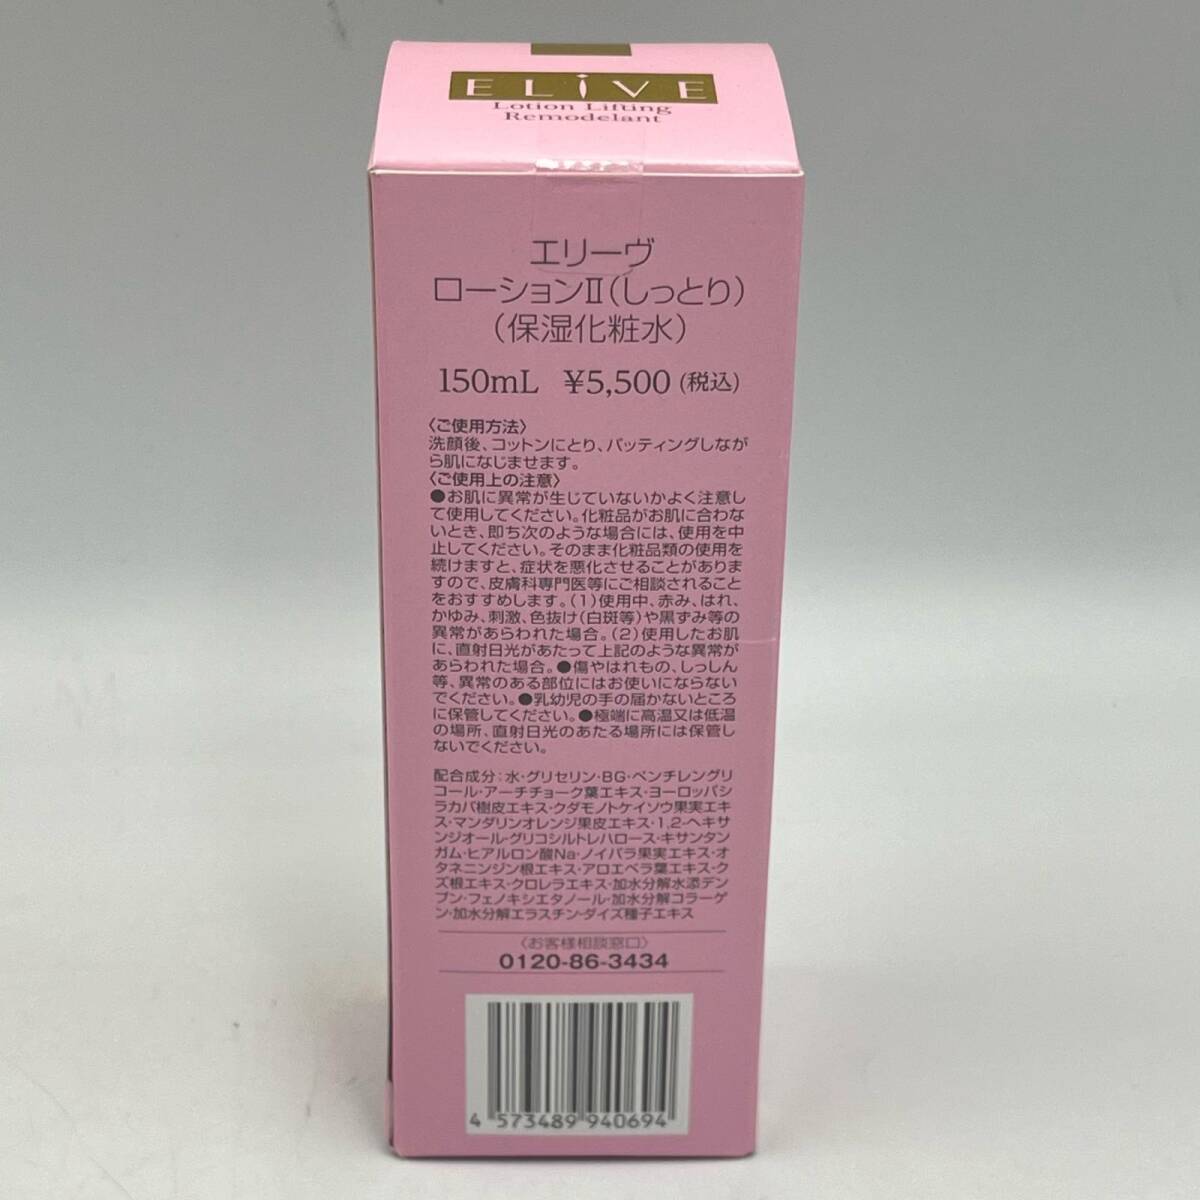 ELIVE
Lotion Lifting
Remodelant
エリーヴ
ローションⅡ(しっとり)
(保湿化粧水)
150mL ¥5,500(税込)
〈ご使用方法〉
洗顔後、コットンにとり、パッティングしなが
ら肌になじませます。
〈ご使用上の注意〉
●お肌に異常が生じていないかよく注意し
て使用してください。化粧品がお肌に合わな
いとき、即ち次のような場合には、使用を中
止してください。そのまま化粧品類の使用を
続けますと、症状を悪化させることがありま
すので、皮膚科専門医等にご相談されること
をおすすめします。(1)使用中、赤み、はれ、
かゆみ、刺激、色抜け(白斑等)や黒ずみ等の
異常があらわれた場合。(2)使用したお肌
に、直射日光があたって上記のような異常が
あらわれた場合。●傷やはれもの、しっしん
等、異常のある部位にはお使いにならない
でください。●乳幼児の手の届かないところ
に保管してください。●極端に高温又は低温
の場所、直射日光のあたる場所には保管し
ないでください。
配合成分:水・グリセリン・BG・ペンチレングリ
コール・アーチチョーク葉エキス・ヨーロッパシ
ラカバ樹皮エキス・クダモノトケイソウ果実エキ
ス・マンダリンオレンジ果皮エキス・1,2-ヘキサ
ンジオール・グリコシルトレハロース・キサンタン
ガム・ヒアルロン酸Na・ノイバラ果実エキス・オ
タネニンジン根エキス・アロエベラ葉エキス・ク
ズ根エキス・クロレラエキス・加水分解水添デン
プン・フェノキシエタノール・加水分解コラーゲ
ン・加水分解エラスチン・ダイズ種子エキス
〈お客様相談窓口〉
0120-86-3434
4 573489 940694